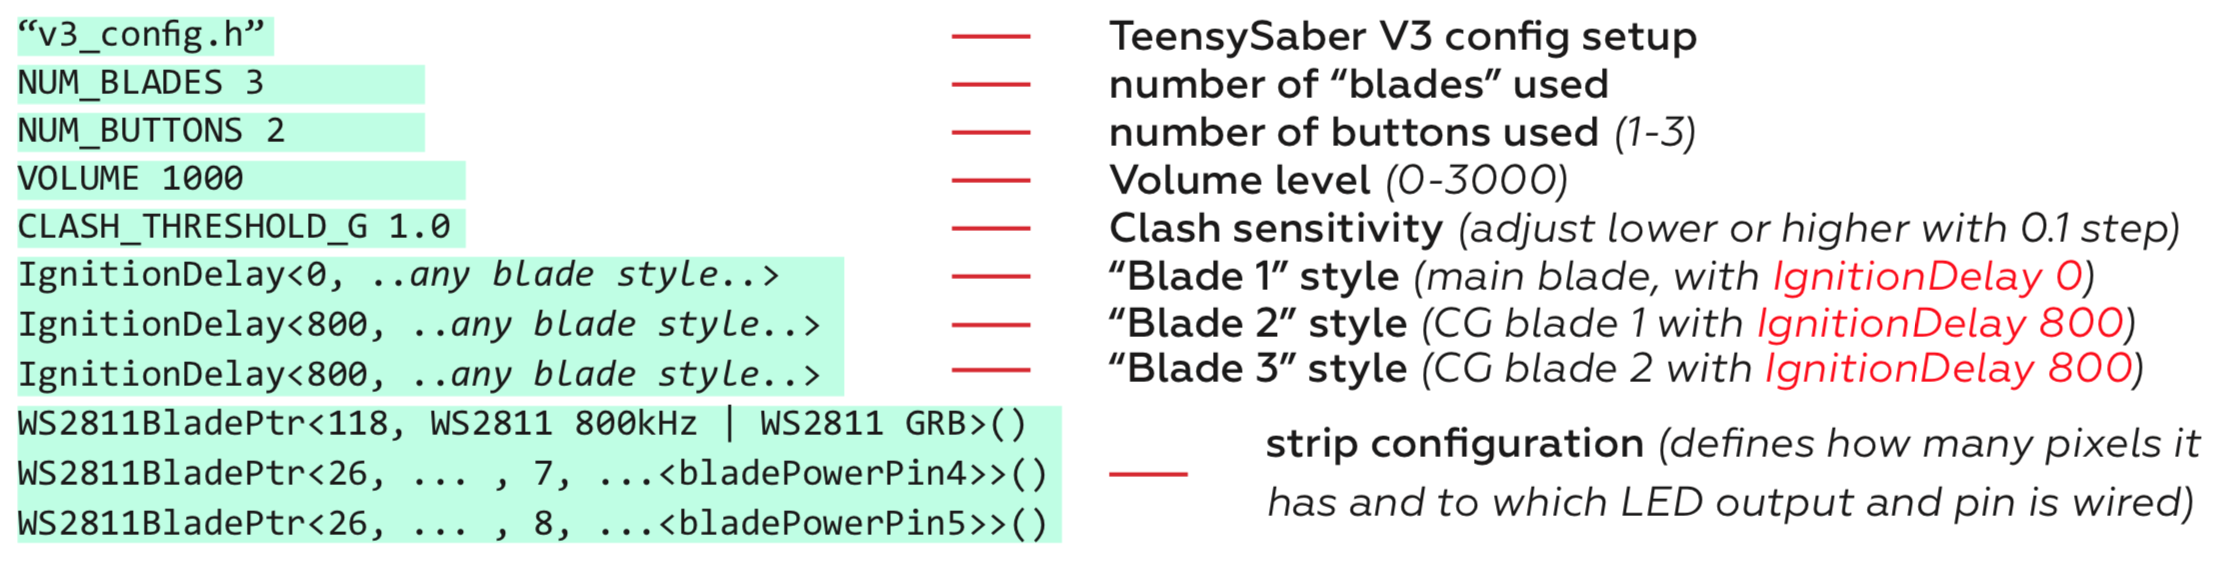 “v3_config.h” TeensySaber V3 config setup
NUM_BLADES 3 number of “blades” used
NUM_BUTTONS 2 number of buttons used (1-3)
VOLUME 1000 Volume level (0-3000)
CLASH_THRESHOLD_G 1.0 Clash sensitivity (adjust lower or higher with 0.1 step)
IgnitionDelay<0, ..any blade style..> “Blade 1” style (main blade, with IgnitionDelay 0)
IgnitionDelay<800, ..any blade style..> “Blade 2” style (CG blade 1 with IgnitionDelay 800)
IgnitionDelay<800, ..any blade style..> “Blade 3” style (CG blade 2 with IgnitionDelay 800)
WS2811BladePtr<118, WS2811 800kHz | WS2811 GRB>()
WS2811BladePtr<26, ... , 7, ...<bladePowerPin4>>()
WS2811BladePtr<26, ... , 8, ...<bladePowerPin5>>()
strip configuration (defines how many pixels it
has and to which LED output and pin is wired)